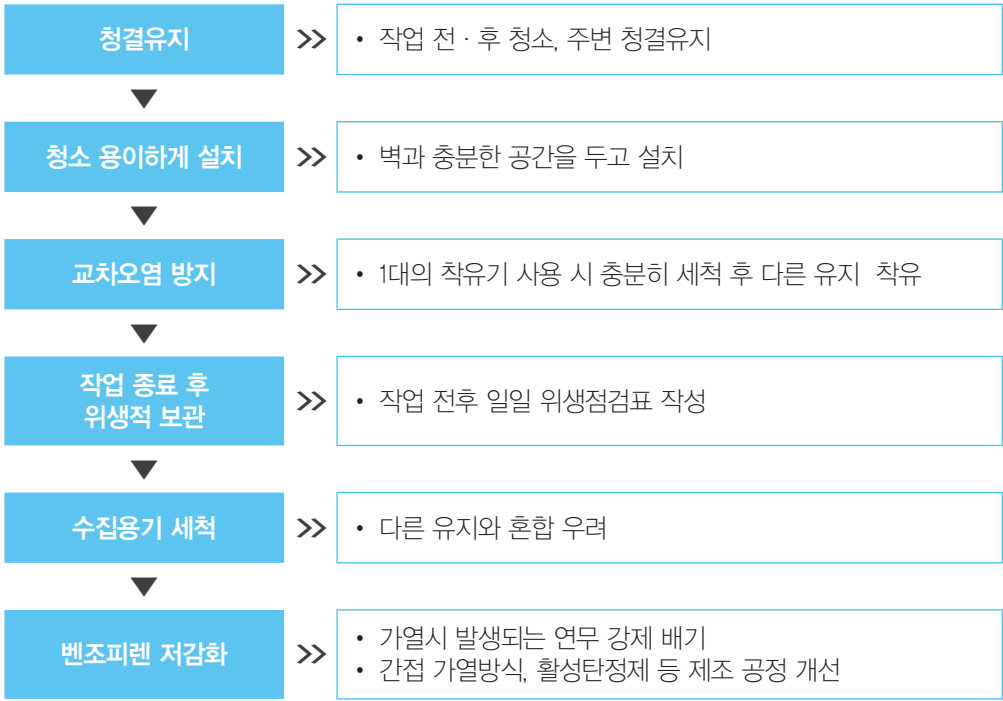 청결유지
• 작업 전 · 후 청소, 주변 청결유지
청소 용이하게 설치
• 벽과 충분한 공간을 두고 설치
교차오염 방지
• 1대의 착유기 사용 시 충분히 세척 후 다른 유지 착유
작업 종료 후
위생적 보관
• 작업 전후 일일 위생점검표 작성
수집용기 세척
• 다른 유지와 혼합 우려
벤조피렌 저감화
• 가열시 발생되는 연무 강제 배기
• 간접 가열방식, 활성탄정제 등 제조 공정 개선